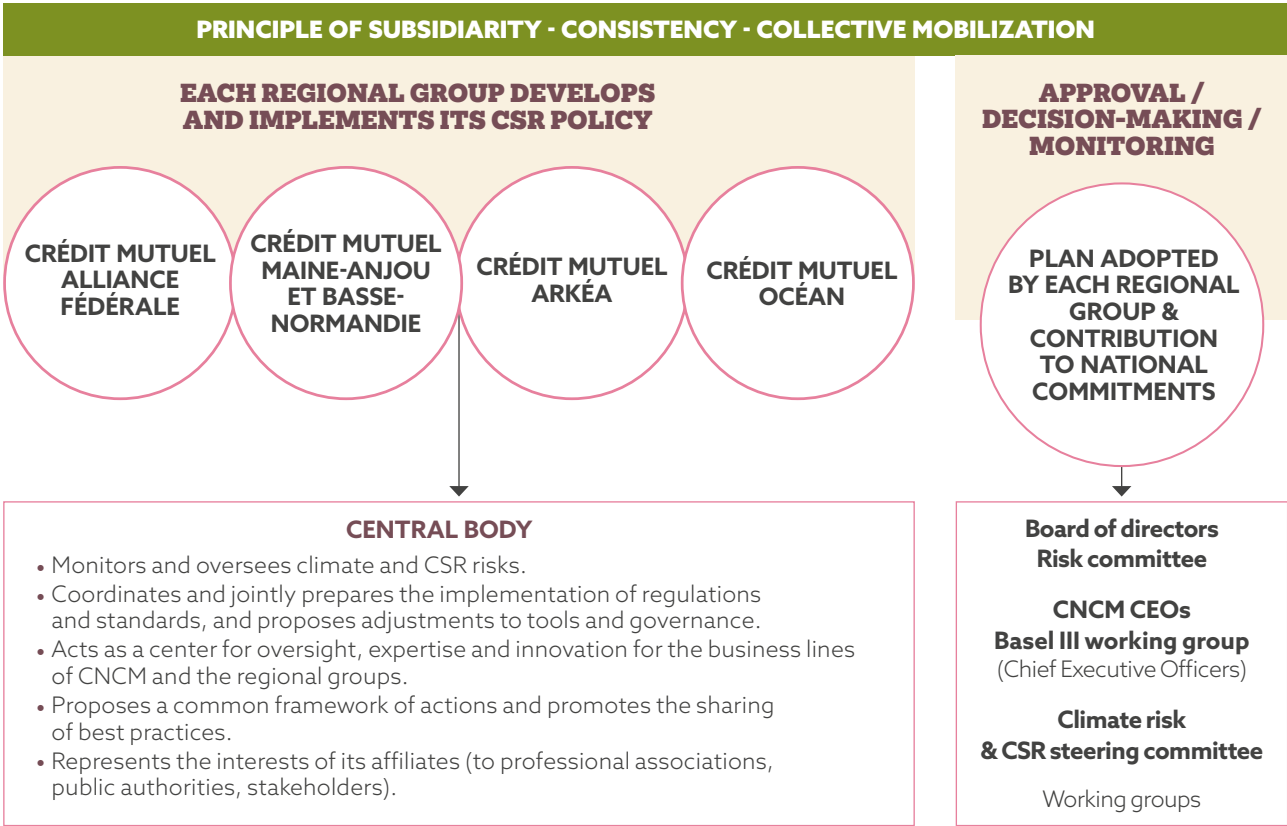 PRINCIPLE OF SUBSIDIARITY - CONSISTENCY - COLLECTIVE MOBILIZATION
EACH REGIONAL GROUP DEVELOPS
AND IMPLEMENTS ITS CSR POLICY
CRÉDIT MUTUEL
ALLIANCE
FÉDÉRALE
CRÉDIT MUTUEL
MAINE-ANJOU
ET BASSE-
NORMANDIE
CRÉDIT MUTUEL
ARKÉA
CRÉDIT MUTUEL
OCÉAN
APPROVAL /
DECISION-MAKING /
MONITORING
PLAN ADOPTED
BY EACH REGIONAL
GROUP &
CONTRIBUTION
TO NATIONAL
COMMITMENTS
CENTRAL BODY
• Monitors and oversees climate and CSR risks.
• Coordinates and jointly prepares the implementation of regulations
and standards, and proposes adjustments to tools and governance.
• Acts as a center for oversight, expertise and innovation for the business lines
of CNCM and the regional groups.
• Proposes a common framework of actions and promotes the sharing
of best practices.
• Represents the interests of its affiliates (to professional associations,
public authorities, stakeholders).
Board of directors
Risk committee
CNCM CEOs
Basel III working group
(Chief Executive Officers)
Climate risk
& CSR steering committee
Working groups